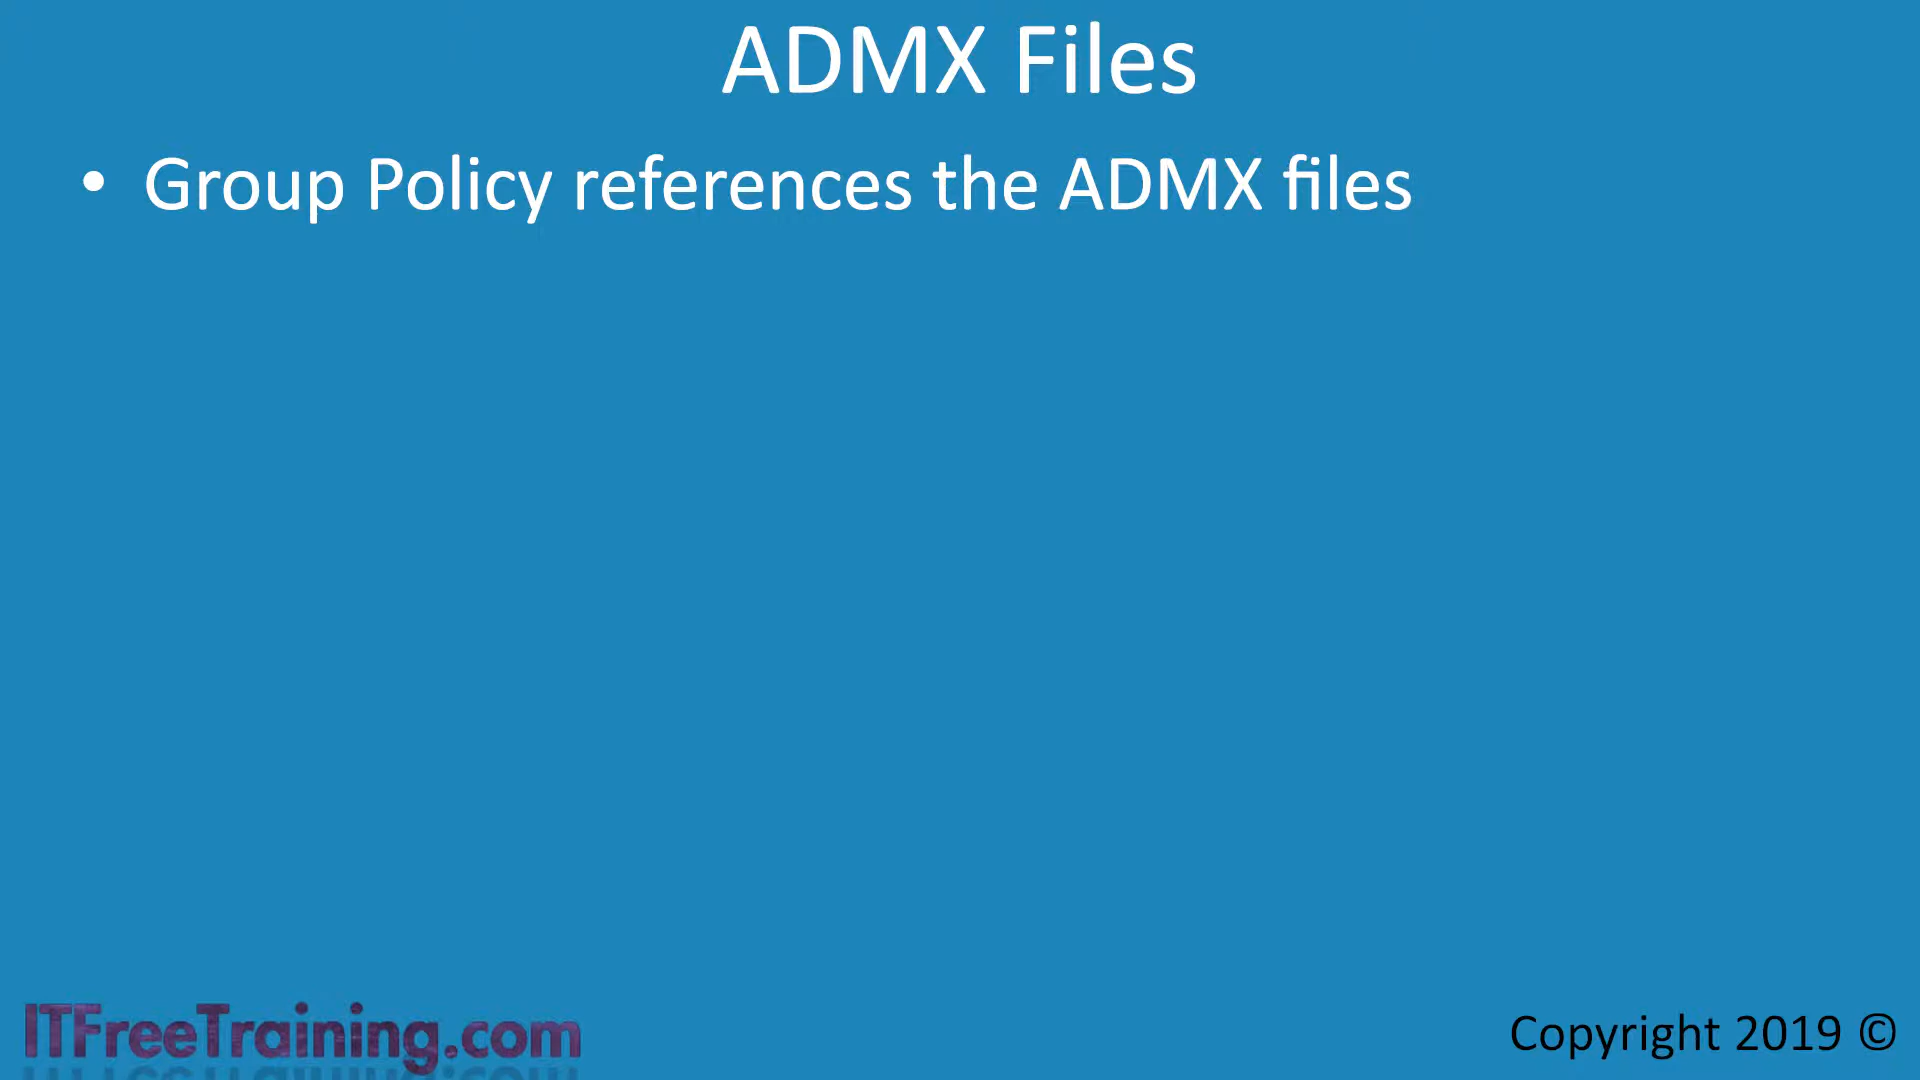 ADMX Files
• Group Policy references the ADMX files
ITFreeTraining.com
Copyright 2019 ©